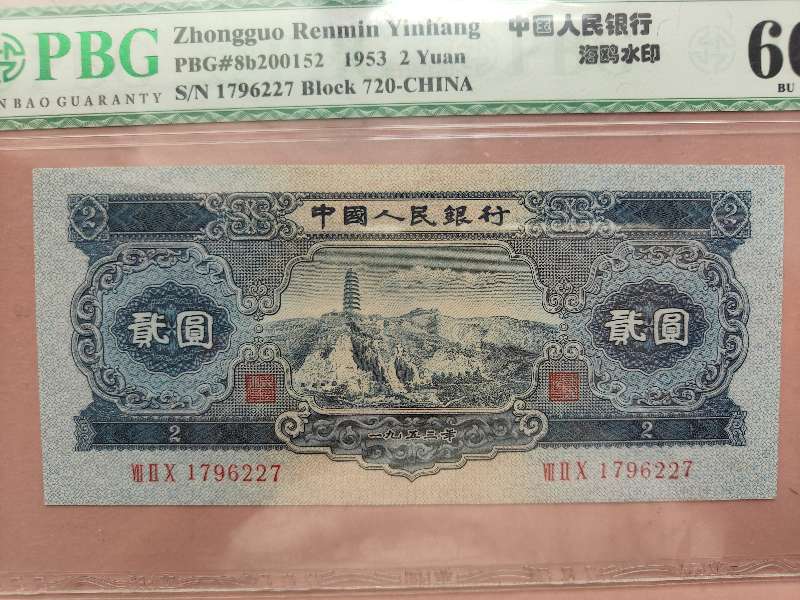 PBG
Zhongguo Renmin Yinhang
中國人民银行
PBG#8b200152 1953 2 Yuan
海鸥水印
BAO GUARANTY
S/N 1796227 Block 720-CHINA
BU
2
中國人民銀行
2
貳圓
貳圓
2
一九五三年
2
VII II X 1796227
VII II X 1796227